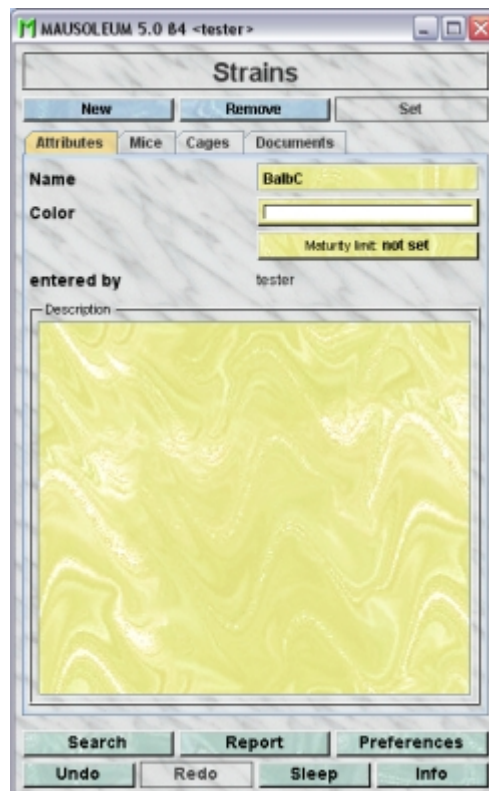 MAUSOLEUM 5.0 ß4 <tester>
Strains
New Remove Set
Attributes Mice Cages Documents
Name BalbC
Color
Maturity limit: not set
entered by tester
Description
Search Report Preferences
Undo Redo Sleep Info